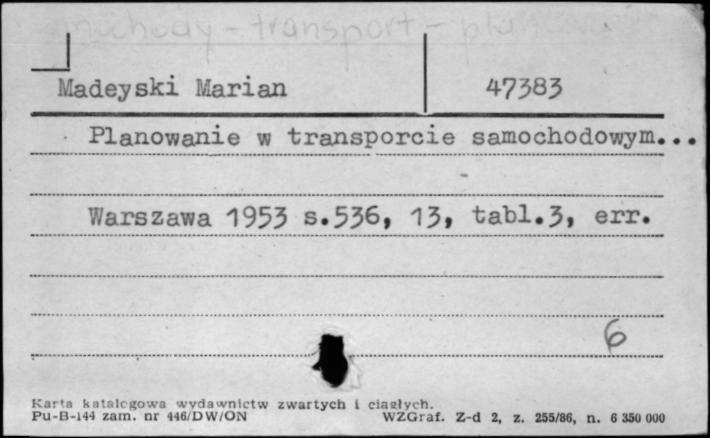 samochody - transport - plan
Madeyski Marian 47383
Planowanie w transporcie samochodowym...
Warszawa 1953 s.536, 13, tabl.3, err.
6
Karta katalogowa wydawnictw zwartych i ciągłych.
Pu-B-144 zam. nr 446/DW/ON WZGraf. Z-d 2, z. 255/86, n. 6 350 000